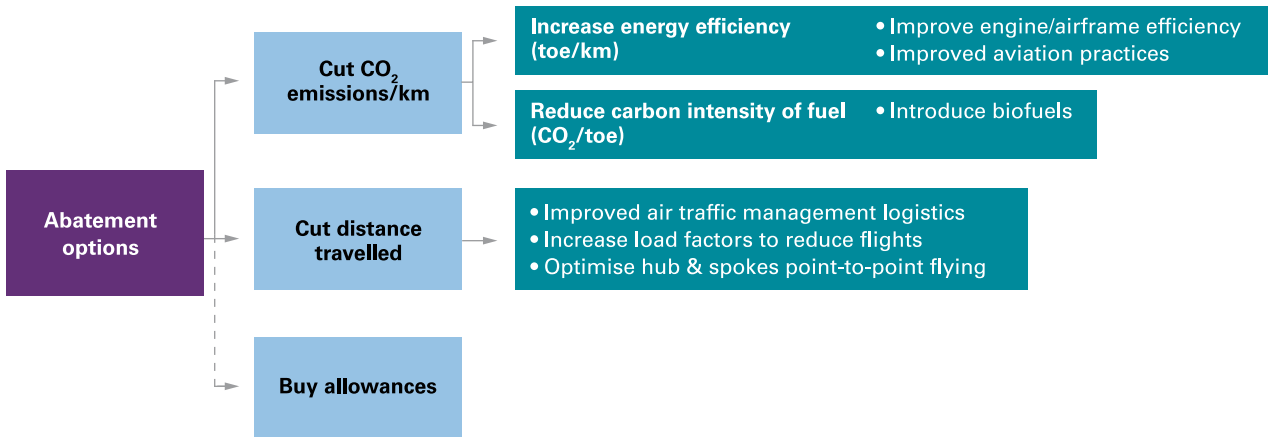 Abatement
options
Cut CO₂
emissions/km
Increase energy efficiency
(toe/km)
• Improve engine/airframe efficiency
• Improved aviation practices
Reduce carbon intensity of fuel
(CO₂/toe)
• Introduce biofuels
Cut distance
travelled
• Improved air traffic management logistics
• Increase load factors to reduce flights
• Optimise hub & spokes point-to-point flying
Buy allowances